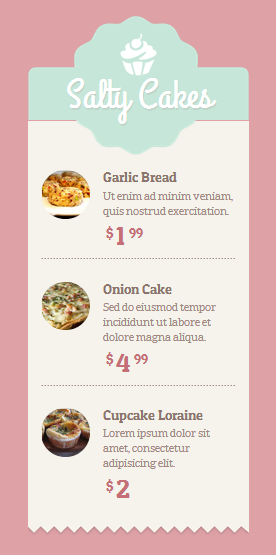 Salty Cakes
Garlic Bread
Ut enim ad minim veniam,
quis nostrud exercitation.
$1 99
Onion Cake
Sed do eiusmod tempor
incididunt ut labore et
dolore magna aliqua.
$4 99
Cupcake Loraine
Lorem ipsum dolor sit
amet, consectetur
adipisicing elit.
$2